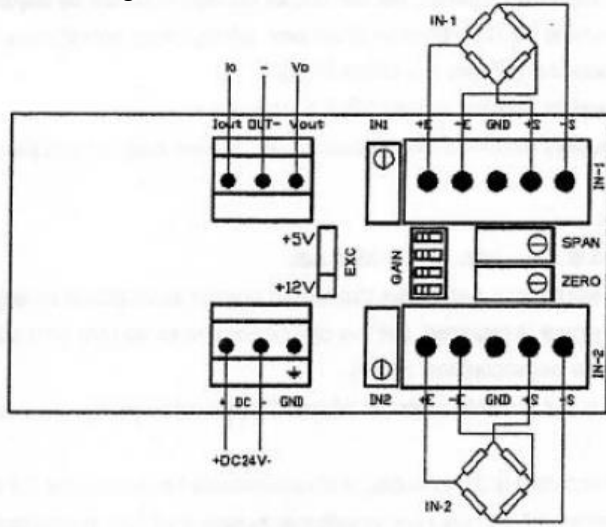 IN-1
Io - Vo
Iout OUT- Vout IN1 +E -E GND +S -S
IN-1
+5V
EXC
+12V
GAIN
SPAN
ZERO
+ DC - GND IN2 +E -E GND +S -S
IN-2
+DC24V-
IN-2